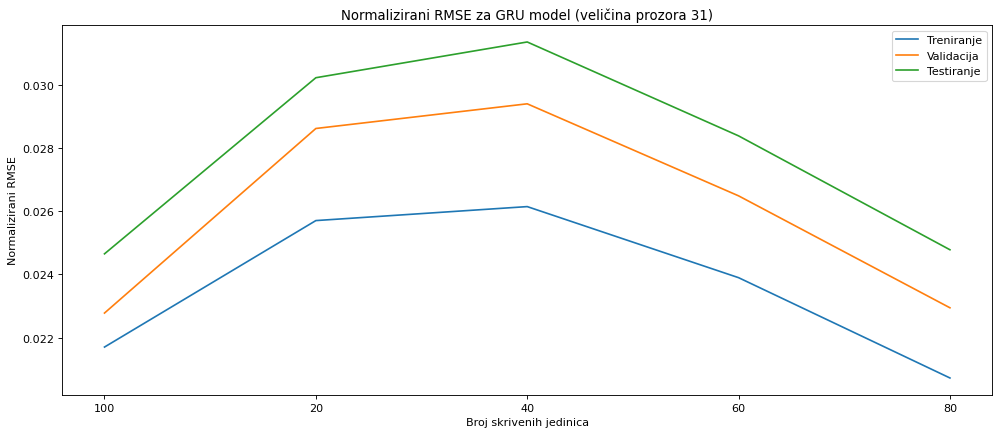 Normalizirani RMSE za GRU model (veličina prozora 31)
Treniranje
Validacija
Testiranje
Normalizirani RMSE
0.030
0.028
0.026
0.024
0.022
100 20 40 60 80
Broj skrivenih jedinica